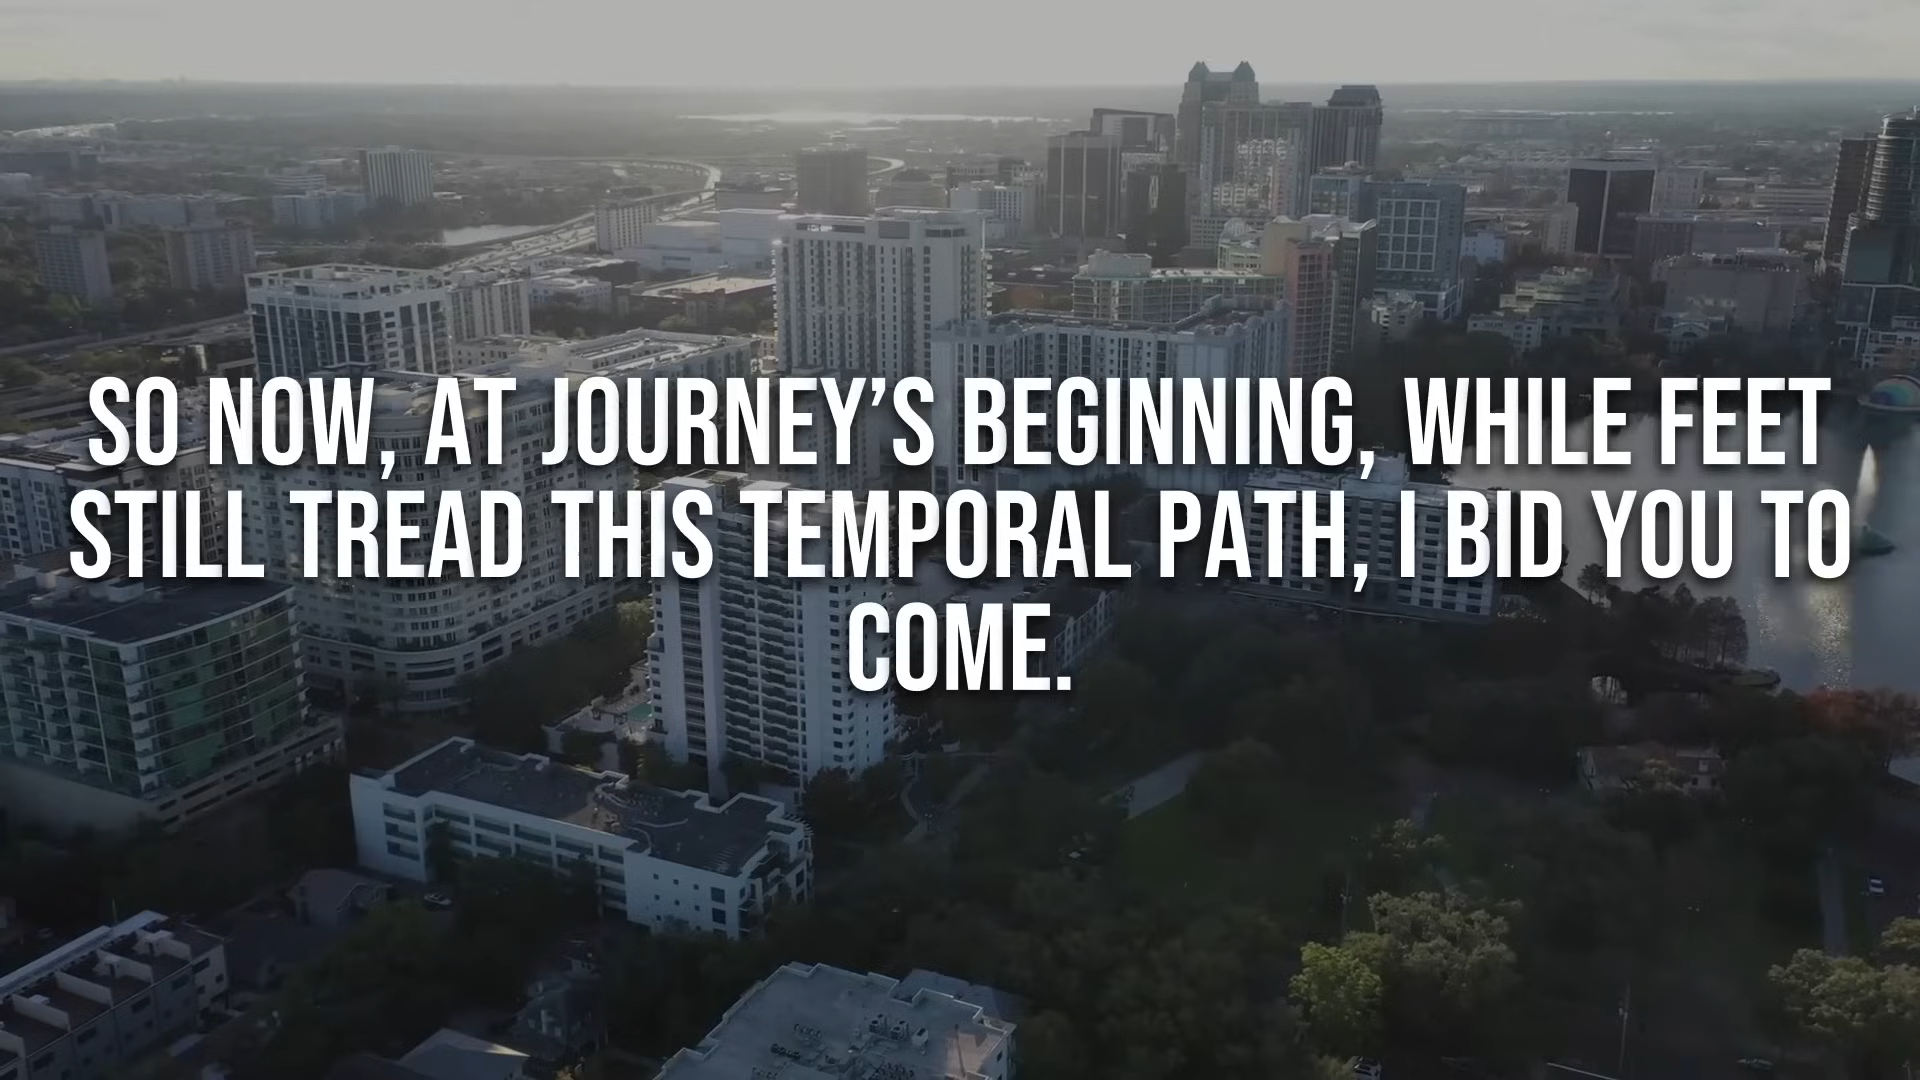 SO NOW, AT JOURNEY’S BEGINNING, WHILE FEET
STILL TREAD THIS TEMPORAL PATH, I BID YOU TO
COME.